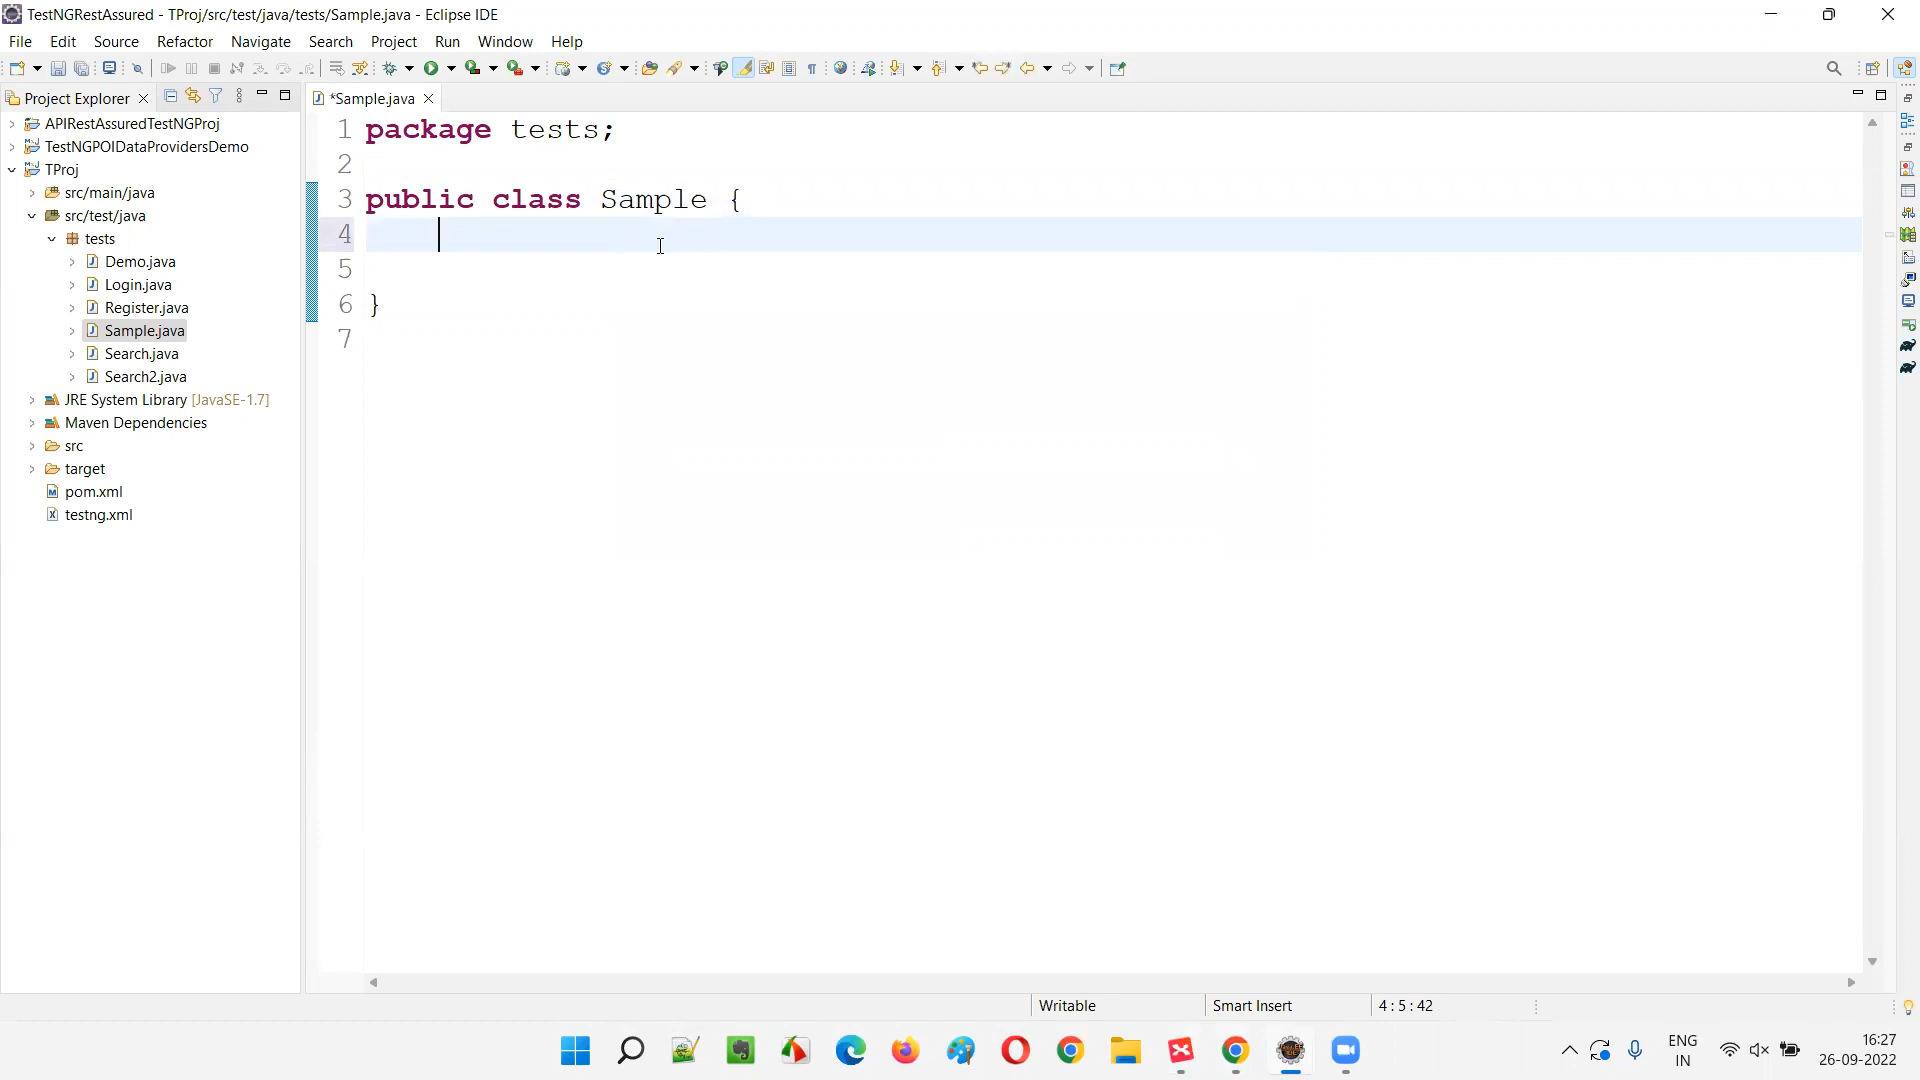 TestNGRestAssured - TProj/src/test/java/tests/Sample.java - Eclipse IDE
File Edit Source Refactor Navigate Search Project Run Window Help
Project Explorer
*Sample.java
APIRestAssuredTestNGProj
TestNGPOIDataProvidersDemo
TProj
src/main/java
src/test/java
tests
Demo.java
Login.java
Register.java
Sample.java
Search.java
Search2.java
JRE System Library [JavaSE-1.7]
Maven Dependencies
src
target
pom.xml
testng.xml
1 package tests;
2
3 public class Sample {
4
5
6 }
7
Writable
Smart Insert
4 : 5 : 42
ENG
IN
16:27
26-09-2022